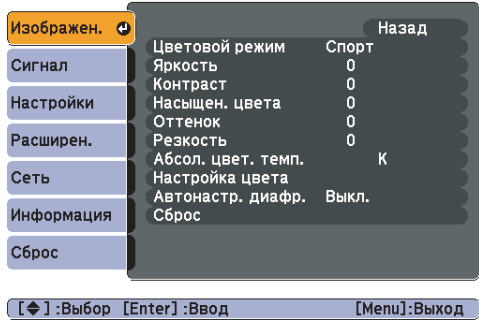 Изображен.
Сигнал
Настройки
Расширен.
Сеть
Информация
Сброс
Назад
Цветовой режим Спорт
Яркость 0
Контраст 0
Насыщен. цвета 0
Оттенок 0
Резкость 0
Абсол. цвет. темп. K
Настройка цвета
Автонастр. диафр. Выкл.
Сброс
[◆] :Выбор [Enter] :Ввод [Menu]:Выход